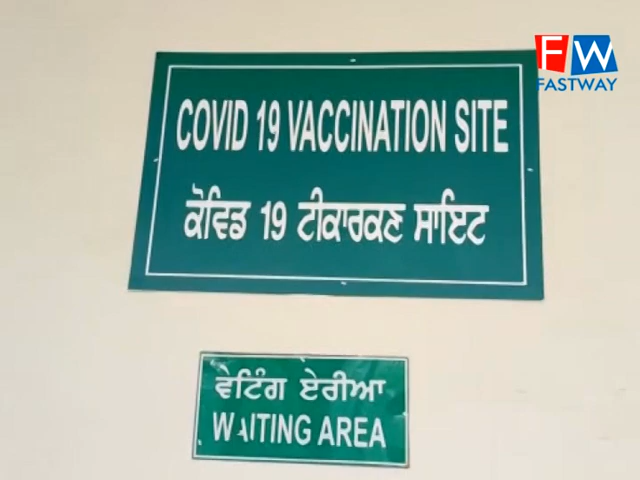 FW
FASTWAY
COVID 19 VACCINATION SITE
ਕੋਵਿਡ 19 ਟੀਕਾਰਕਣ ਸਾਇਟ
ਵੇਟਿੰਗ ਏਰੀਆ
WAITING AREA